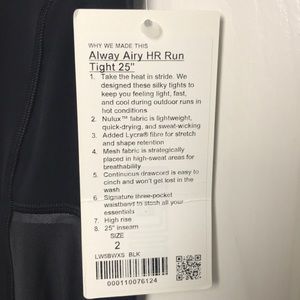 WHY WE MADE THIS
Alway Airy HR Run
Tight 25"
1. Take the heat in stride. We
designed these silky tights to
keep you feeling light, fast,
and cool during outdoor runs in
hot conditions
2. Nulux™ fabric is lightweight,
quick-drying, and sweat-wicking
3. Added Lycra® fibre for stretch
and shape retention
4. Mesh fabric is strategically
placed in high-sweat areas for
breathability
5. Continuous drawcord is easy
to cinch and won't get lost in the
wash
6. Signature three-pocket
waistband to stash all your
essentials
7. High rise
8. 25" inseam
SIZE
2
LW5BWXS BLK
000110076124